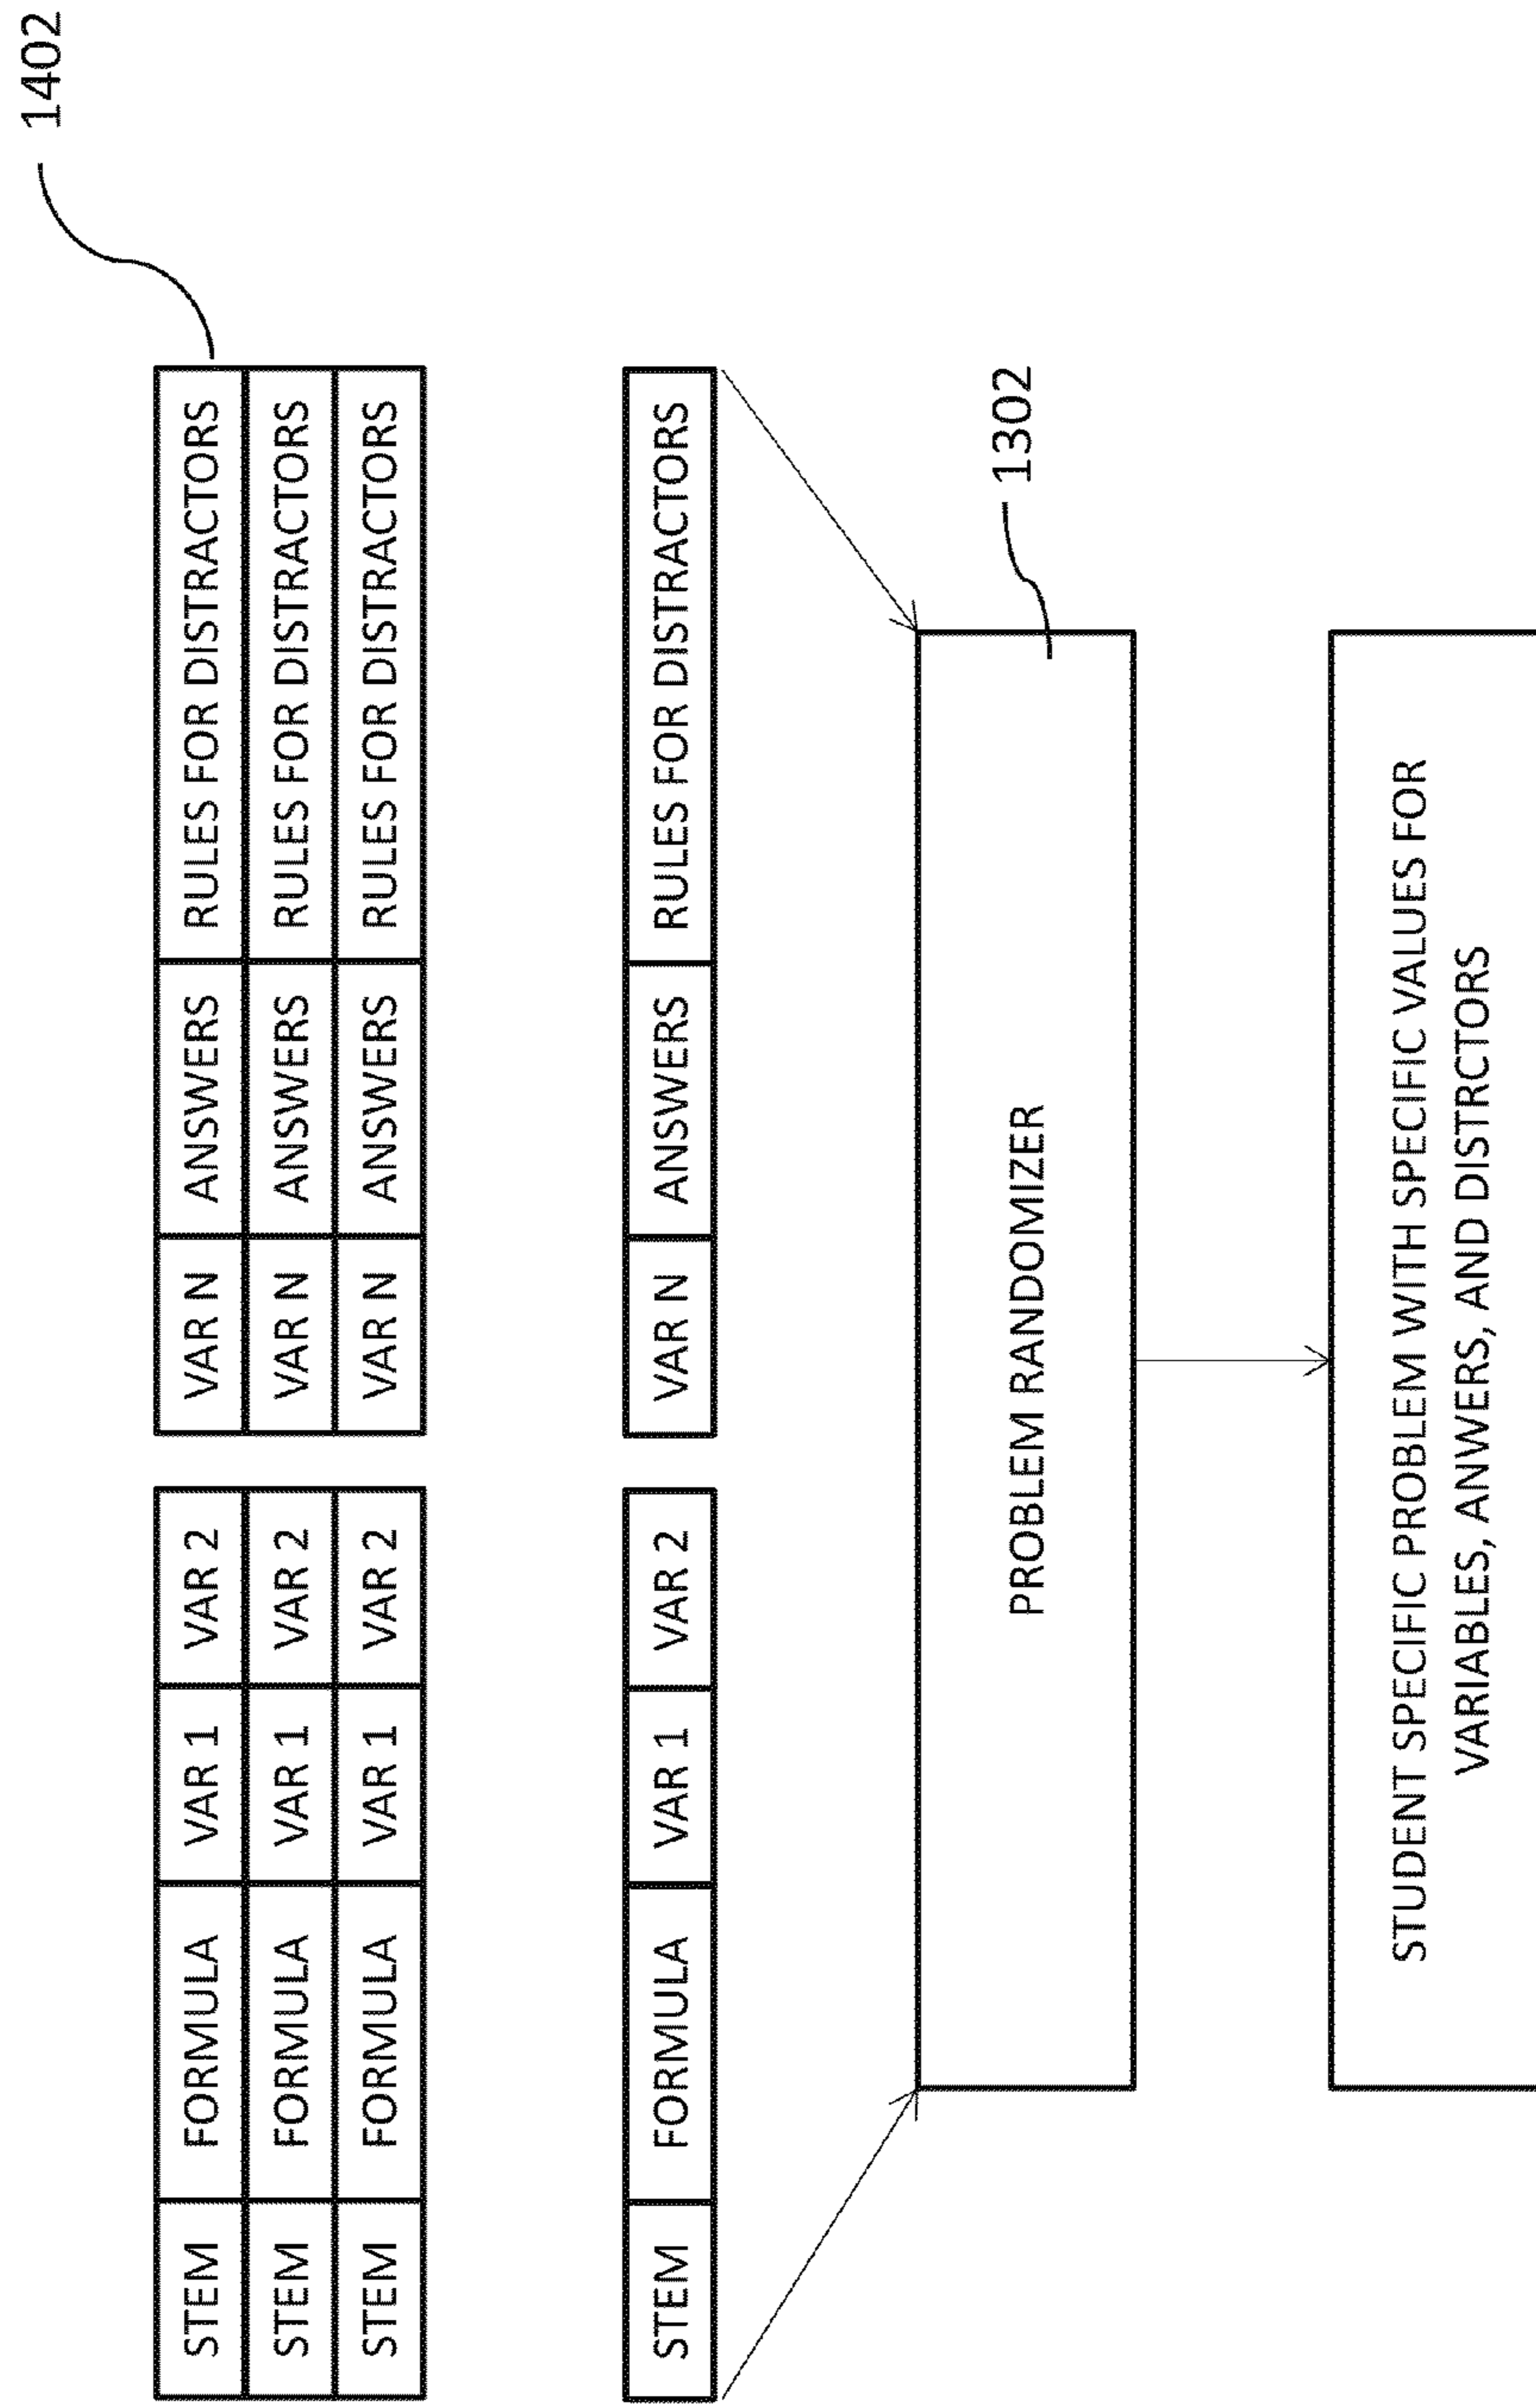 1402
STEM FORMULA VAR 1 VAR 2 VAR N ANSWERS RULES FOR DISTRACTORS
STEM FORMULA VAR 1 VAR 2 VAR N ANSWERS RULES FOR DISTRACTORS
STEM FORMULA VAR 1 VAR 2 VAR N ANSWERS RULES FOR DISTRACTORS
STEM FORMULA VAR 1 VAR 2 VAR N ANSWERS RULES FOR DISTRACTORS
1302
PROBLEM RANDOMIZER
STUDENT SPECIFIC PROBLEM WITH SPECIFIC VALUES FOR
VARIABLES, ANWERS, AND DISTRCTORS